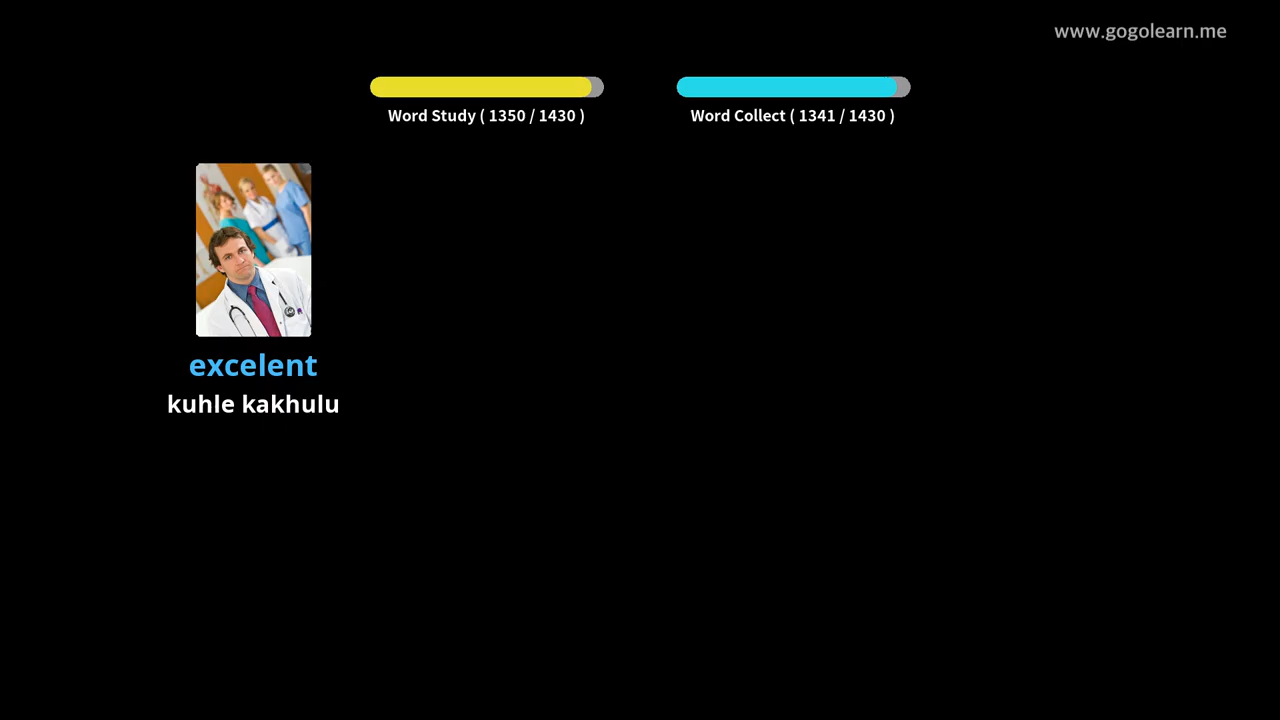 www.gogolearn.me
Word Study ( 1350 / 1430 )
Word Collect ( 1341 / 1430 )
excelent
kuhle kakhulu